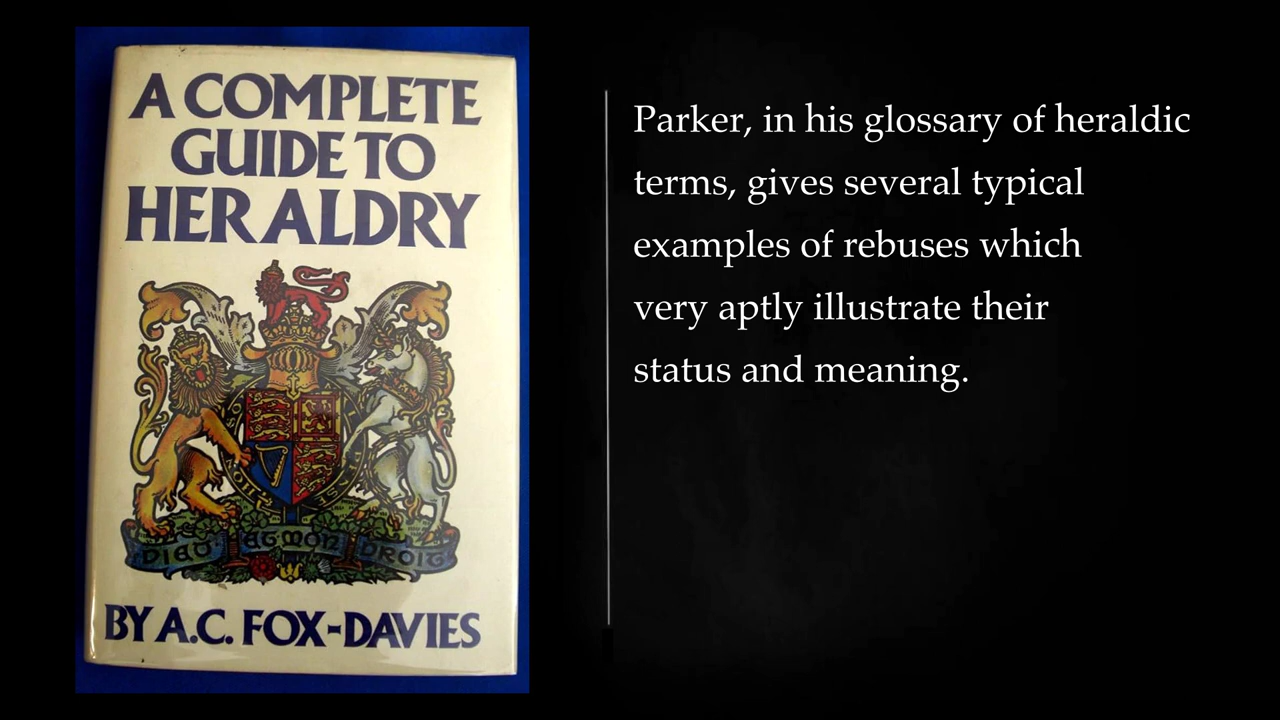 A COMPLETE
GUIDE TO
HERALDRY
DIEU ET MON DROIT
BY A.C. FOX-DAVIES
Parker, in his glossary of heraldic
terms, gives several typical
examples of rebuses which
very aptly illustrate their
status and meaning.